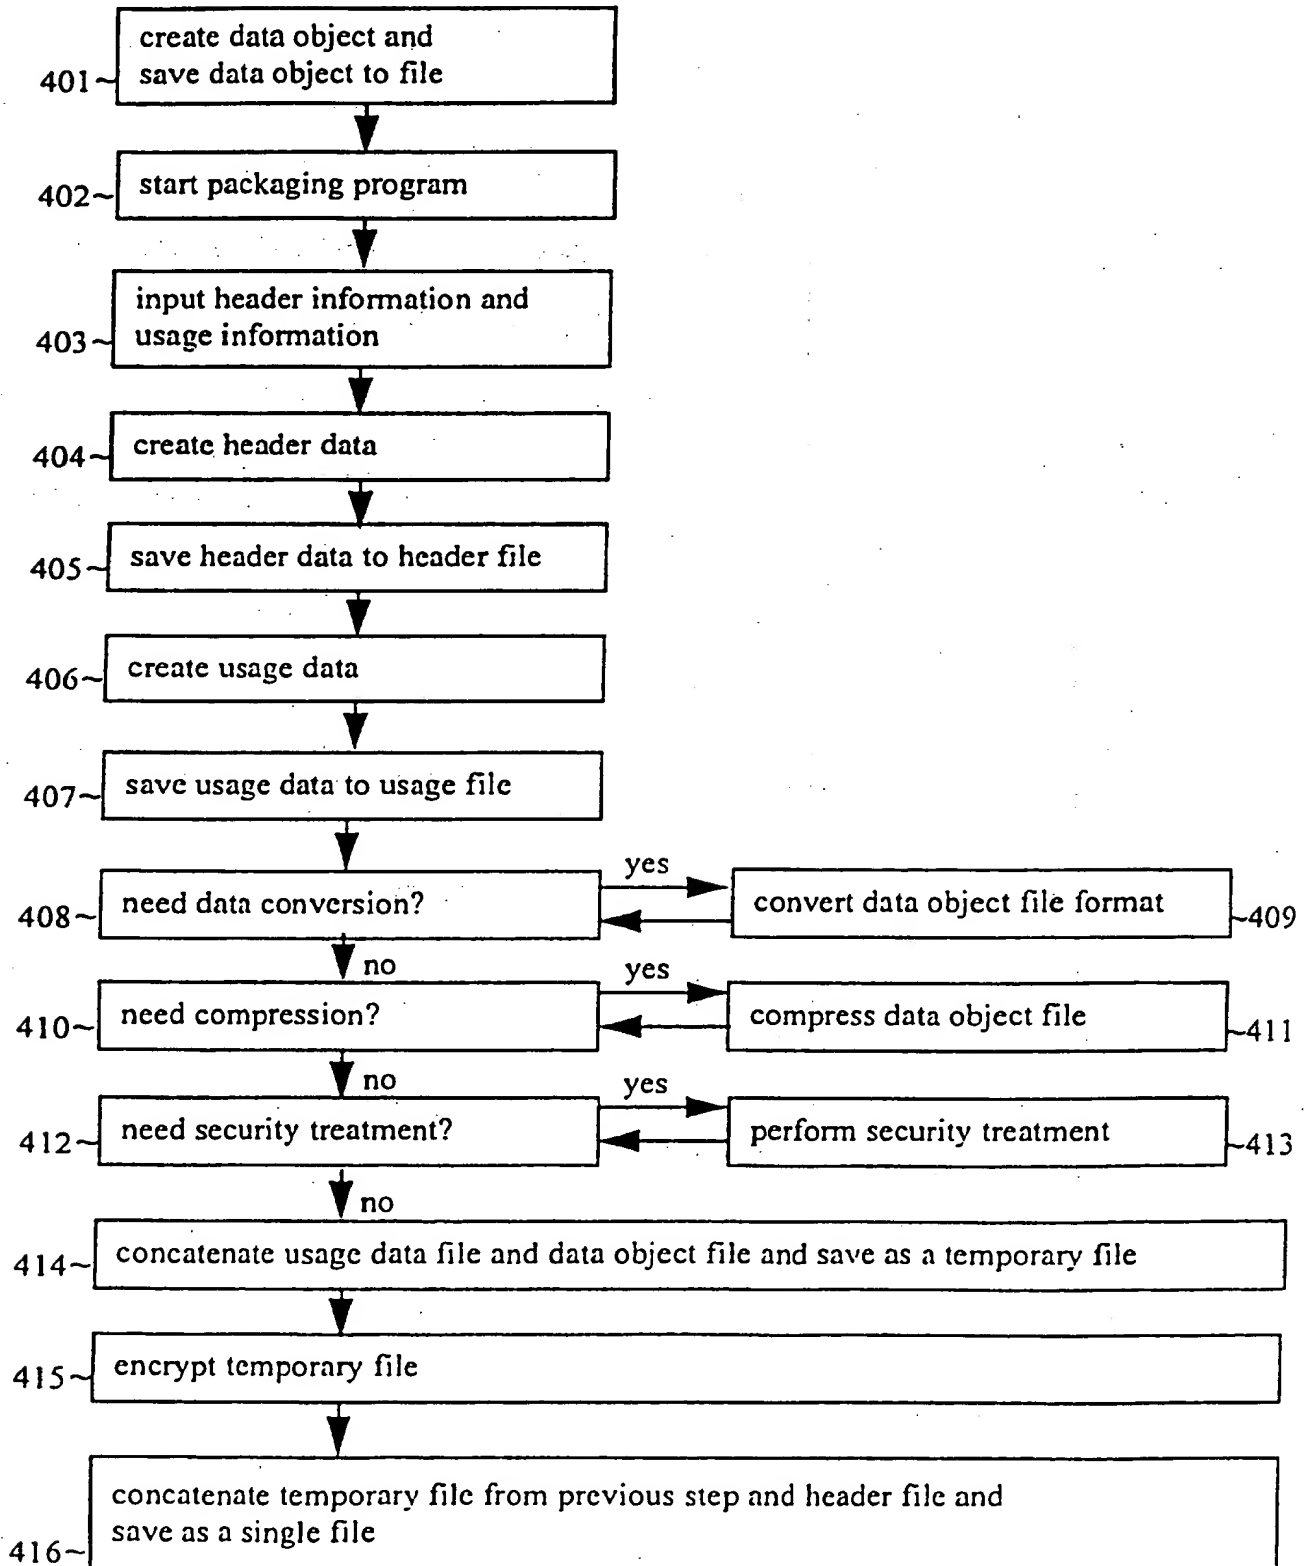 create data object and
save data object to file
401~
start packaging program
402~
input header information and
usage information
403~
create header data
404~
save header data to header file
405~
create usage data
406~
save usage data to usage file
407~
yes
need data conversion?
convert data object file format
408~
~409
no
yes
need compression?
compress data object file
410~
~411
no
yes
need security treatment?
perform security treatment
412~
~413
no
concatenate usage data file and data object file and save as a temporary file
414~
encrypt temporary file
415~
concatenate temporary file from previous step and header file and
save as a single file
416~